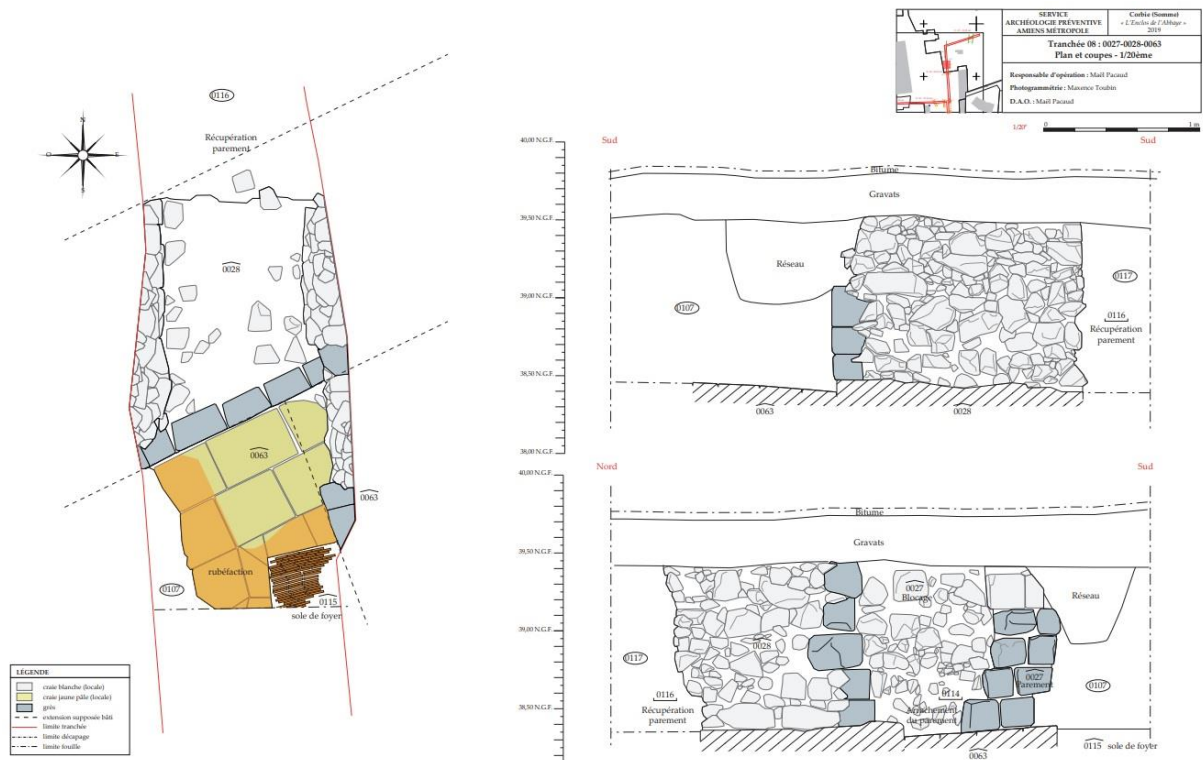 SERVICE
ARCHÉOLOGIE PRÉVENTIVE
AMIENS MÉTROPOLE
Corbie (Somme)
« L'Enclos de l'Abbaye »
2019
Tranchée 08 : 0027-0028-0063
Plan et coupes - 1/20ème
Responsable d'opération : Maël Pacaud
Photogrammétrie : Maxence Toubin
D.A.O. : Maël Pacaud
1/20e
0
1 m
0116
Récupération
parement
N
O
E
S
0028
0063
0063
rubéfaction
0107
0115
sole de foyer
LÉGENDE
craie blanche (locale)
craie jaune pâle (locale)
grès
extension supposée bâti
limite tranchée
limite décapage
limite fouille
Sud
Sud
40,00 N.G.F.
39,50 N.G.F.
39,00 N.G.F.
38,50 N.G.F.
38,00 N.G.F.
Bitume
Gravats
Réseau
0107
0117
0116
Récupération
parement
0063
0028
Nord
Sud
40,00 N.G.F.
39,50 N.G.F.
39,00 N.G.F.
38,50 N.G.F.
Bitume
Gravats
0027
Blocage
Réseau
0028
0117
0116
Récupération
parement
0114
Arrachement
du parement
0027
Parement
0107
0063
0115 sole de foyer